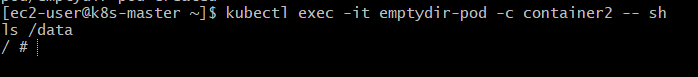 [ec2-user@k8s-master ~]$ kubectl exec -it emptydir-pod -c container2 -- sh
ls /data
/ #